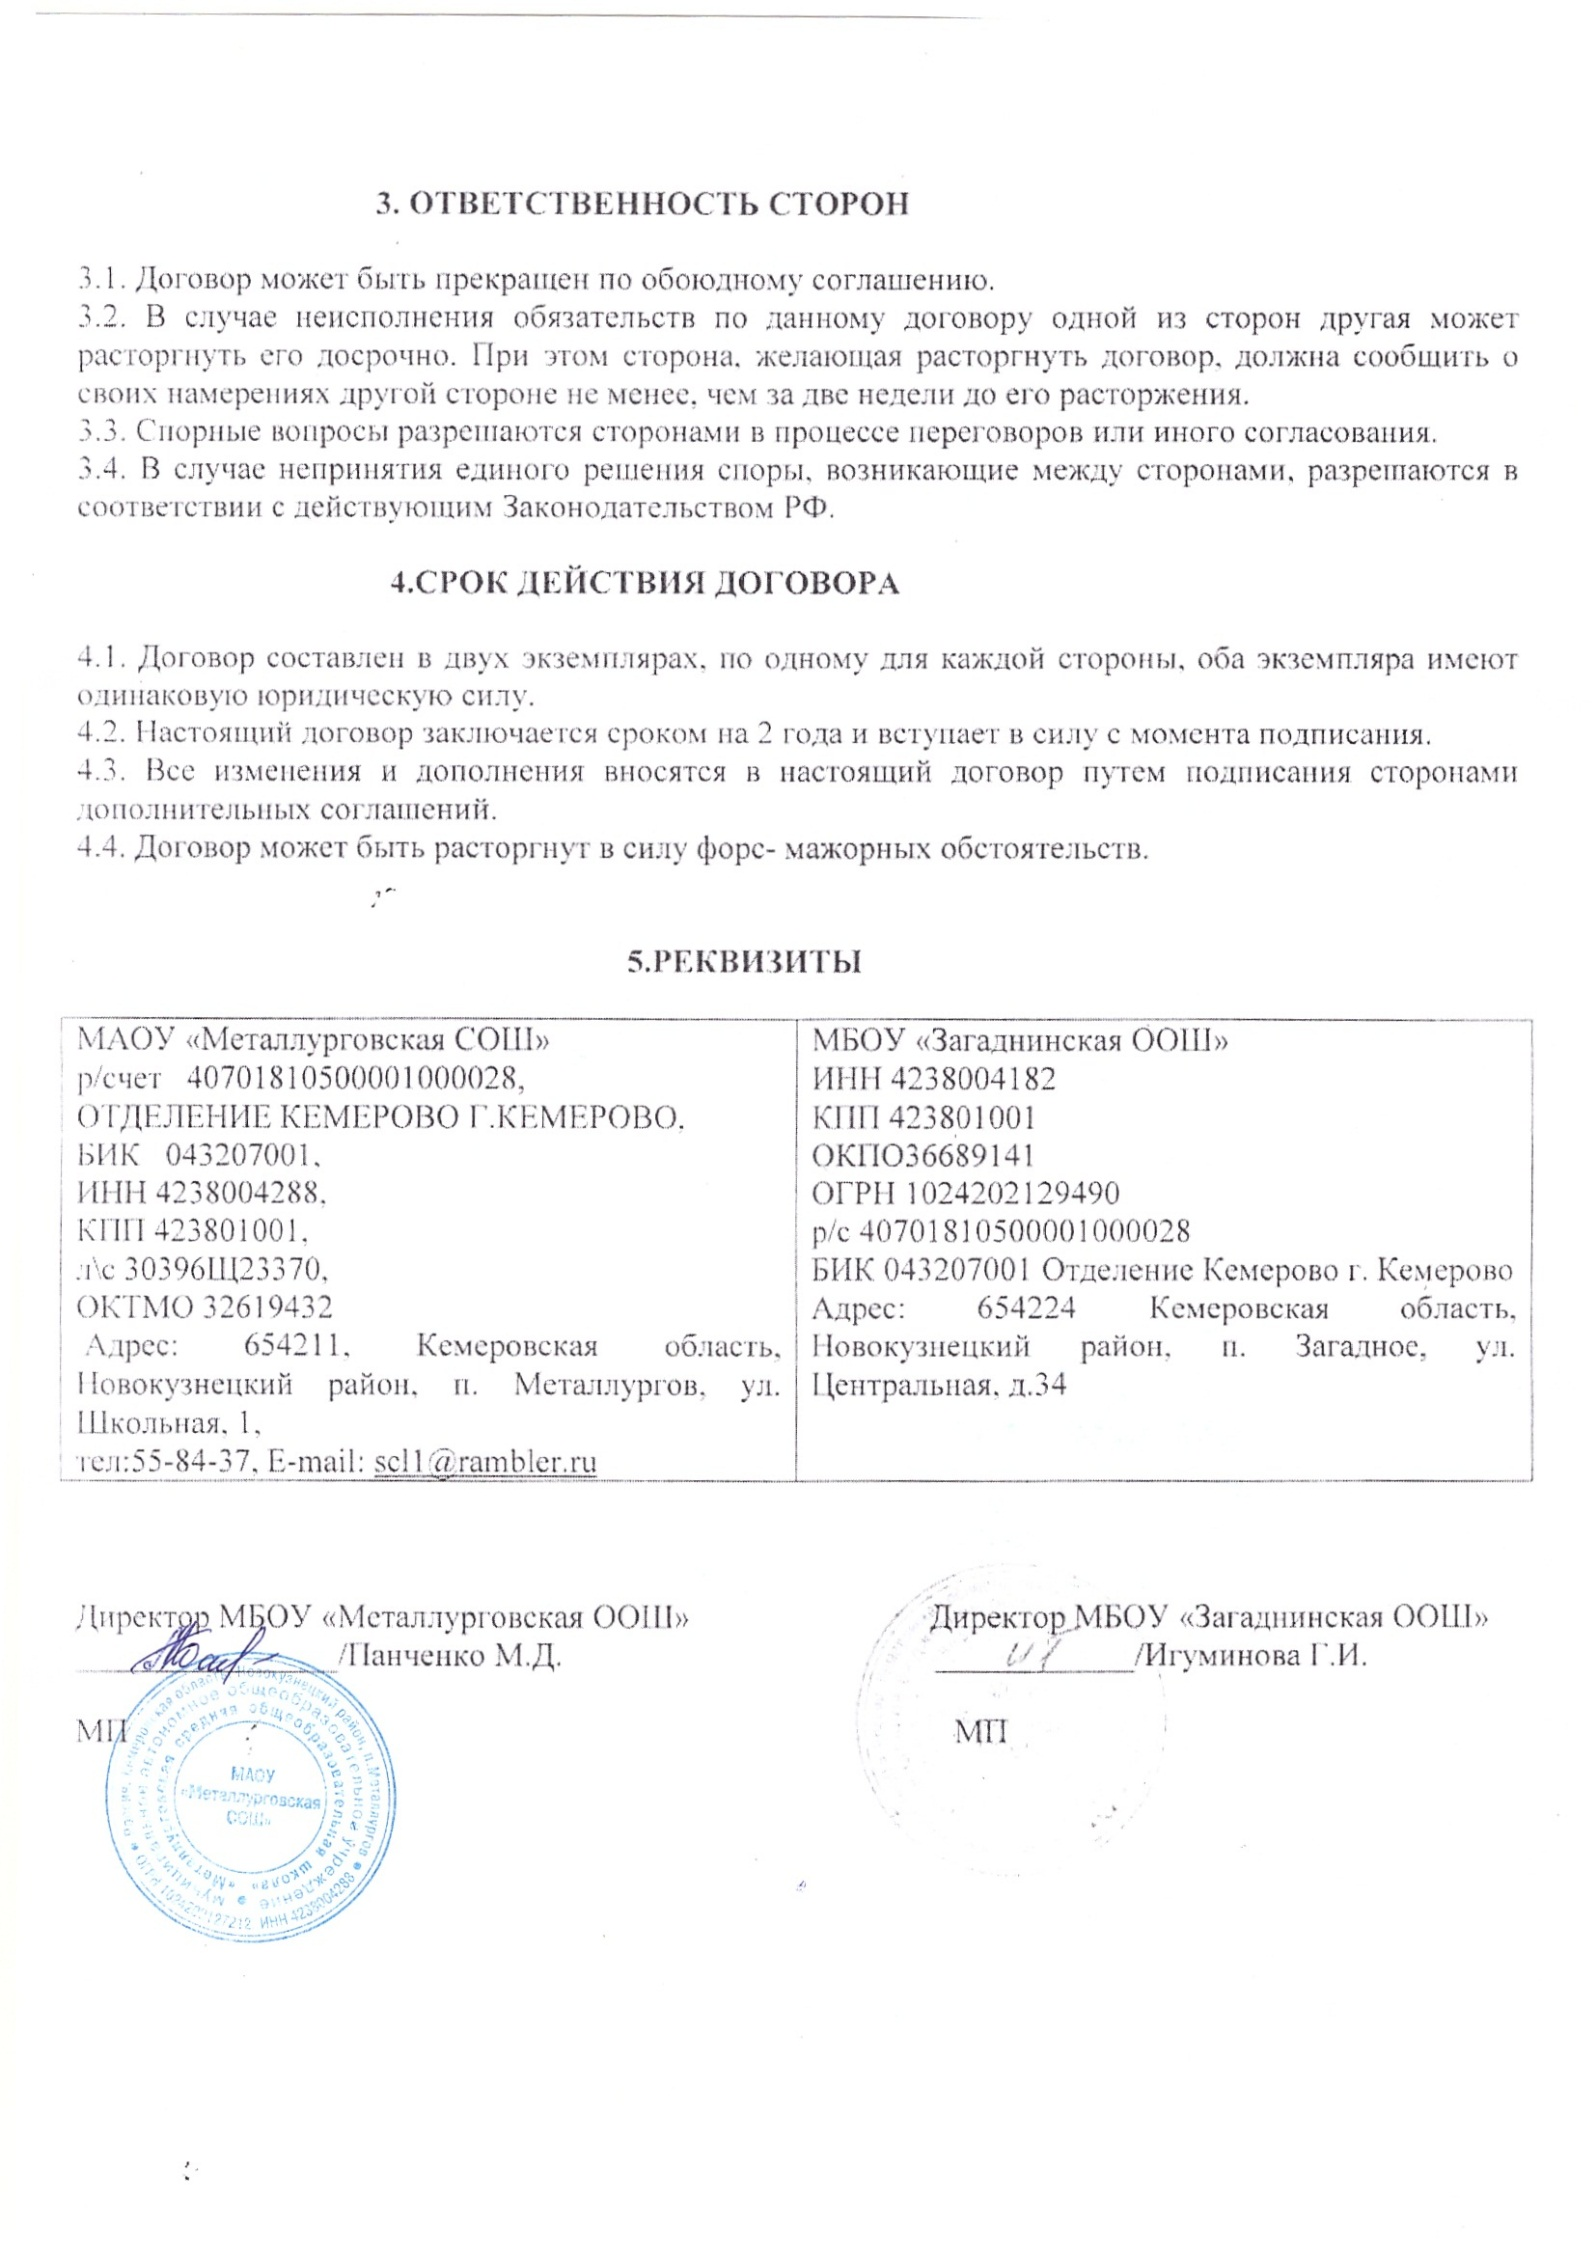 3. ОТВЕТСТВЕННОСТЬ СТОРОН
3.1. Договор может быть прекращен по обоюдному соглашению.
3.2. В случае неисполнения обязательств по данному договору одной из сторон другая может
расторгнуть его досрочно. При этом сторона, желающая расторгнуть договор, должна сообщить о
своих намерениях другой стороне не менее, чем за две недели до его расторжения.
3.3. Спорные вопросы разрешаются сторонами в процессе переговоров или иного согласования.
3.4. В случае непринятия единого решения споры, возникающие между сторонами, разрешаются в
соответствии с действующим Законодательством РФ.
4.СРОК ДЕЙСТВИЯ ДОГОВОРА
4.1. Договор составлен в двух экземплярах, по одному для каждой стороны, оба экземпляра имеют
одинаковую юридическую силу.
4.2. Настоящий договор заключается сроком на 2 года и вступает в силу с момента подписания.
4.3. Все изменения и дополнения вносятся в настоящий договор путем подписания сторонами
дополнительных соглашений.
4.4. Договор может быть расторгнут в силу форс- мажорных обстоятельств.
5.РЕКВИЗИТЫ
МАОУ «Металлурговская СОШ»
р/счет 40701810500001000028,
ОТДЕЛЕНИЕ КЕМЕРОВО Г.КЕМЕРОВО,
БИК 043207001,
ИНН 4238004288,
КПП 423801001,
л\с 30396Щ23370,
ОКТМО 32619432
Адрес: 654211, Кемеровская область,
Новокузнецкий район, п. Металлургов, ул.
Школьная, 1,
тел:55-84-37, E-mail: scl1@rambler.ru
МБОУ «Загаднинская ООШ»
ИНН 4238004182
КПП 423801001
ОКПО36689141
ОГРН 1024202129490
р/с 40701810500001000028
БИК 043207001 Отделение Кемерово г. Кемерово
Адрес: 654224 Кемеровская область,
Новокузнецкий район, п. Загадное, ул.
Центральная, д.34
Директор МБОУ «Металлурговская ООШ»
/Панченко М.Д.
МП
Директор МБОУ «Загаднинская ООШ»
/Игуминова Г.И.
МП
Новокузнецкий район, п.Металлургов
общеобразовательное учреждение
средняя общеобразовательная школа»
ИНН 4238004288
МАОУ
«Металлурговская
СОШ»